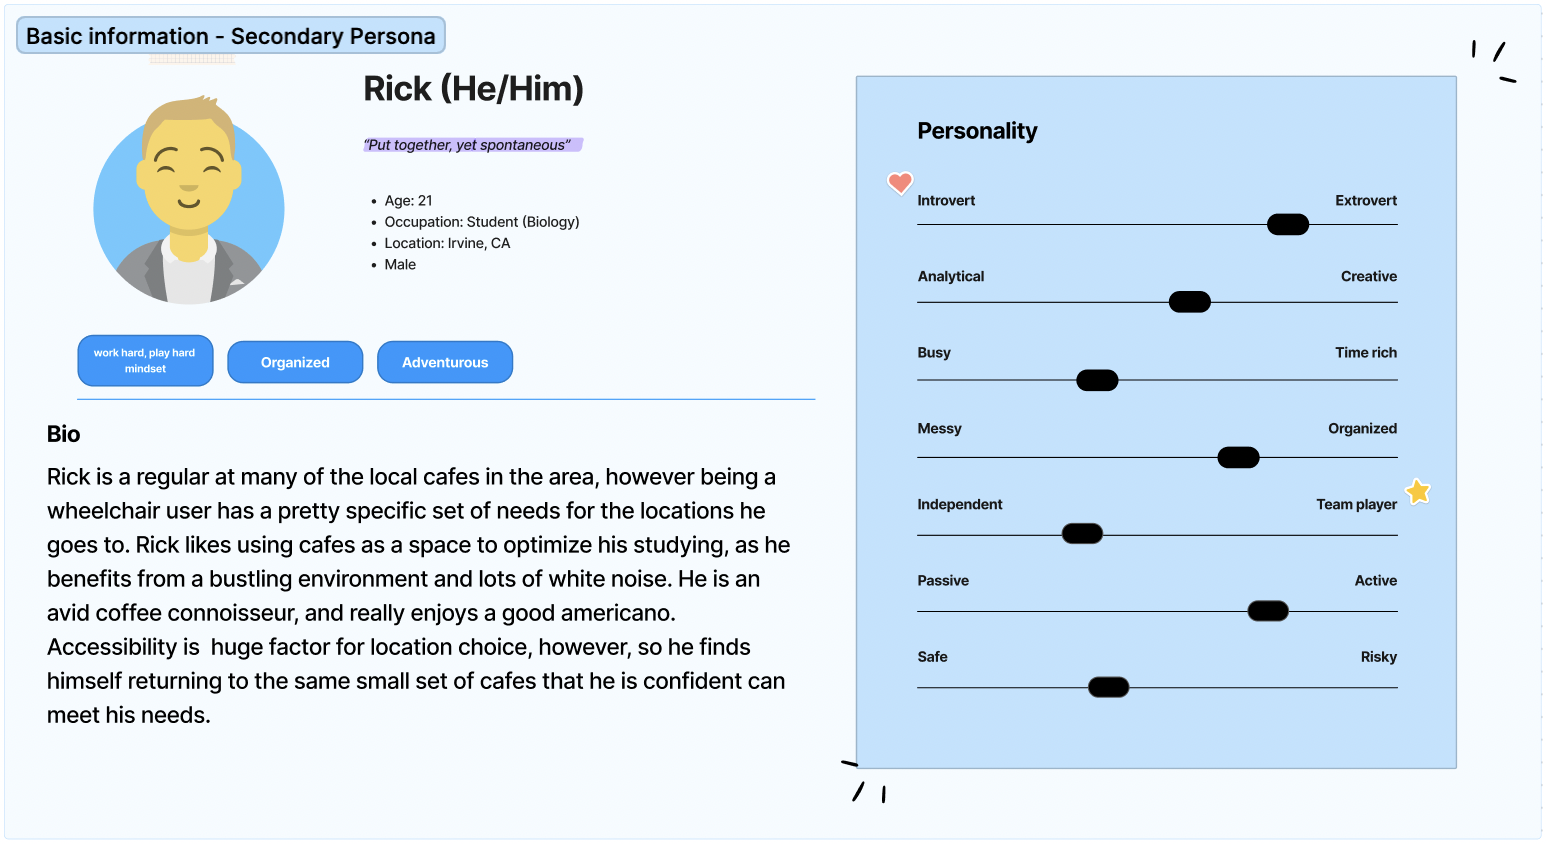 Basic information - Secondary Persona
Rick (He/Him)
“Put together, yet spontaneous”
• Age: 21
• Occupation: Student (Biology)
• Location: Irvine, CA
• Male
work hard, play hard
mindset
Organized
Adventurous
Bio
Rick is a regular at many of the local cafes in the area, however being a
wheelchair user has a pretty specific set of needs for the locations he
goes to. Rick likes using cafes as a space to optimize his studying, as he
benefits from a bustling environment and lots of white noise. He is an
avid coffee connoisseur, and really enjoys a good americano.
Accessibility is  huge factor for location choice, however, so he finds
himself returning to the same small set of cafes that he is confident can
meet his needs.
Personality
Introvert Extrovert
Analytical Creative
Busy Time rich
Messy Organized
Independent Team player
Passive Active
Safe Risky